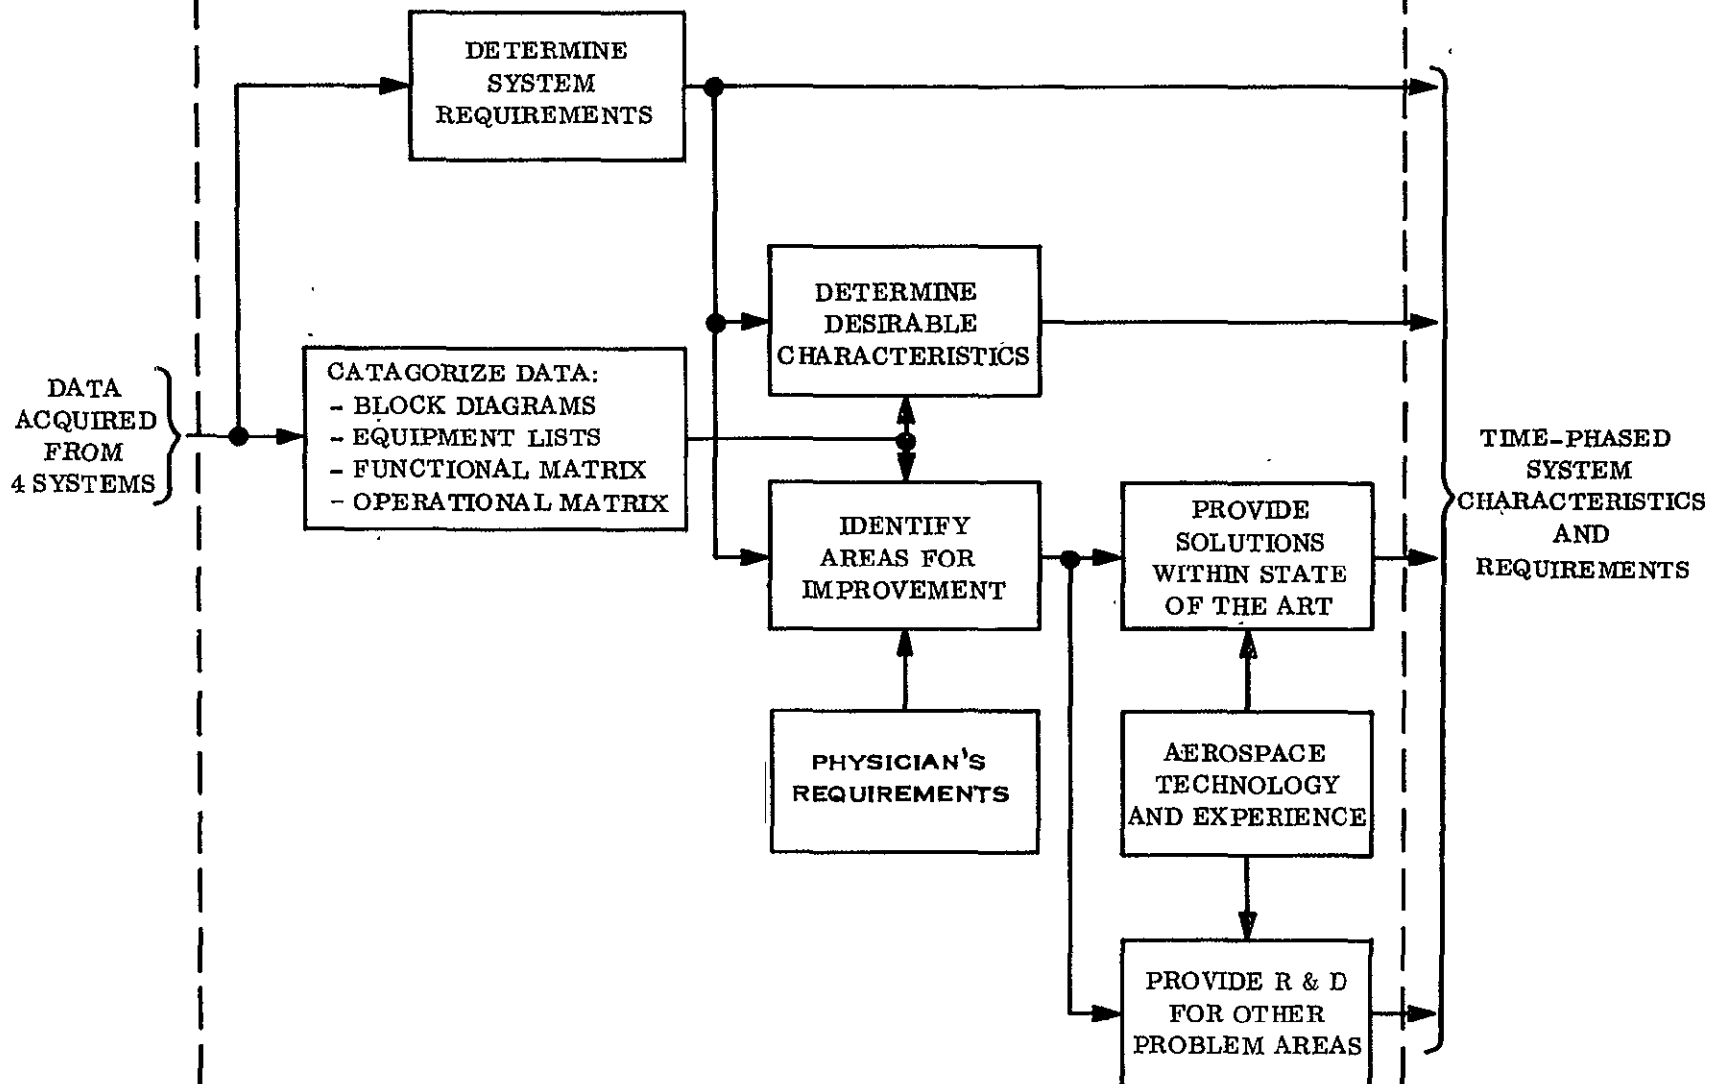 DETERMINE
SYSTEM
REQUIREMENTS
DETERMINE
DESIRABLE
CHARACTERISTICS
DATA
ACQUIRED
FROM
4 SYSTEMS
CATAGORIZE DATA:
- BLOCK DIAGRAMS
- EQUIPMENT LISTS
- FUNCTIONAL MATRIX
- OPERATIONAL MATRIX
IDENTIFY
AREAS FOR
IMPROVEMENT
PROVIDE
SOLUTIONS
WITHIN STATE
OF THE ART
TIME-PHASED
SYSTEM
CHARACTERISTICS
AND
REQUIREMENTS
PHYSICIAN'S
REQUIREMENTS
AEROSPACE
TECHNOLOGY
AND EXPERIENCE
PROVIDE R & D
FOR OTHER
PROBLEM AREAS